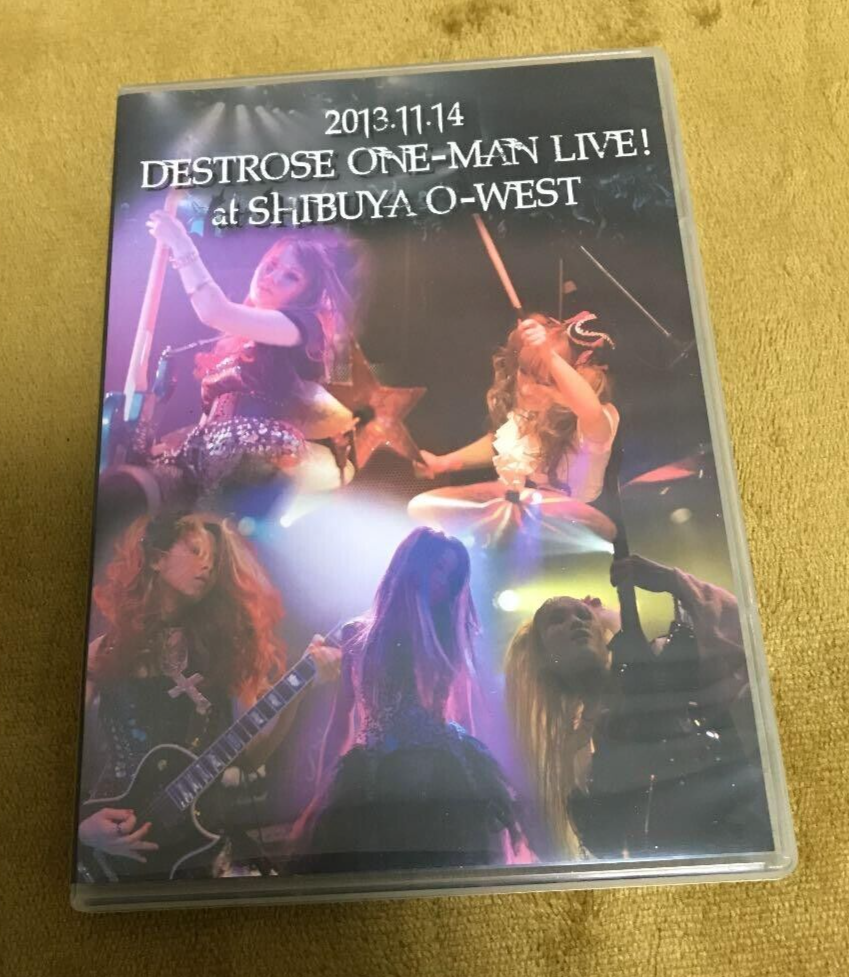 2013.11.14
DESTROSE ONE-MAN LIVE!
at SHIBUYA O-WEST